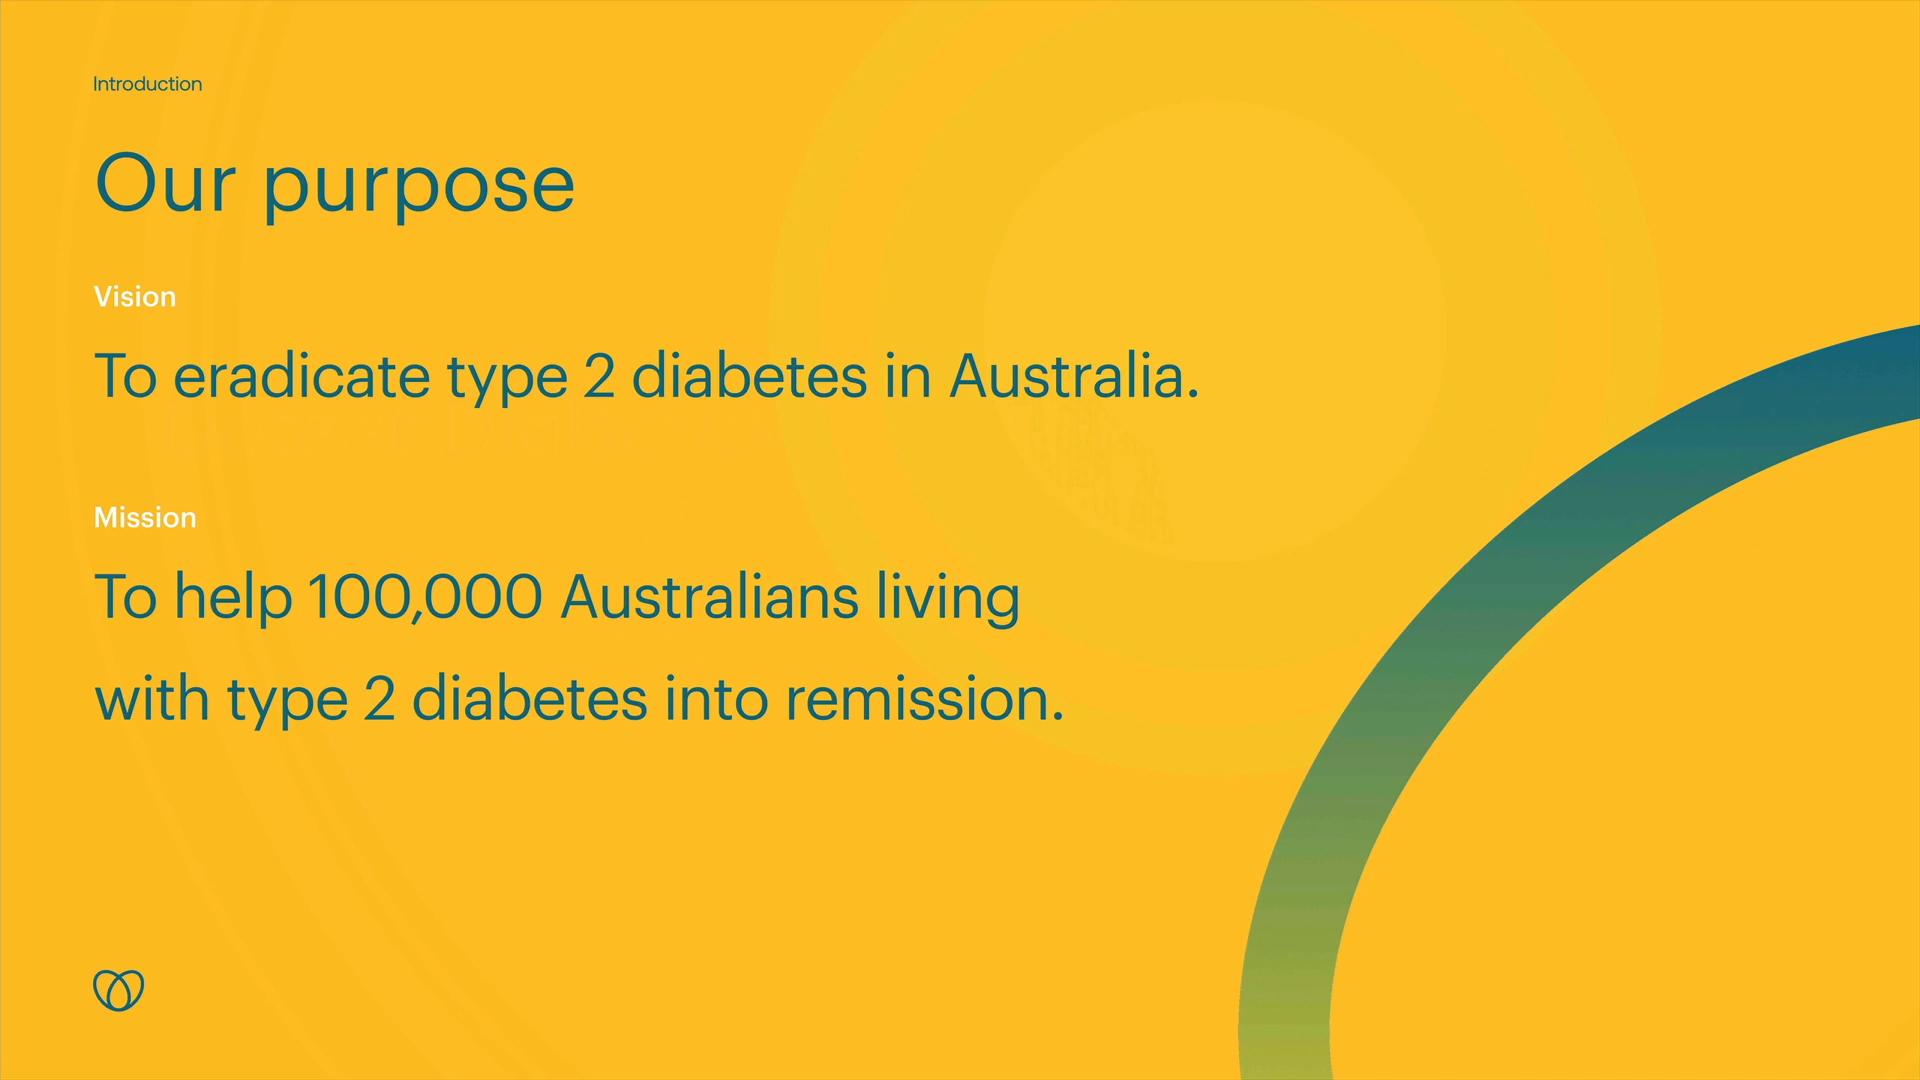 Introduction
Our purpose
Vision
To eradicate type 2 diabetes in Australia.
Mission
To help 100,000 Australians living
with type 2 diabetes into remission.